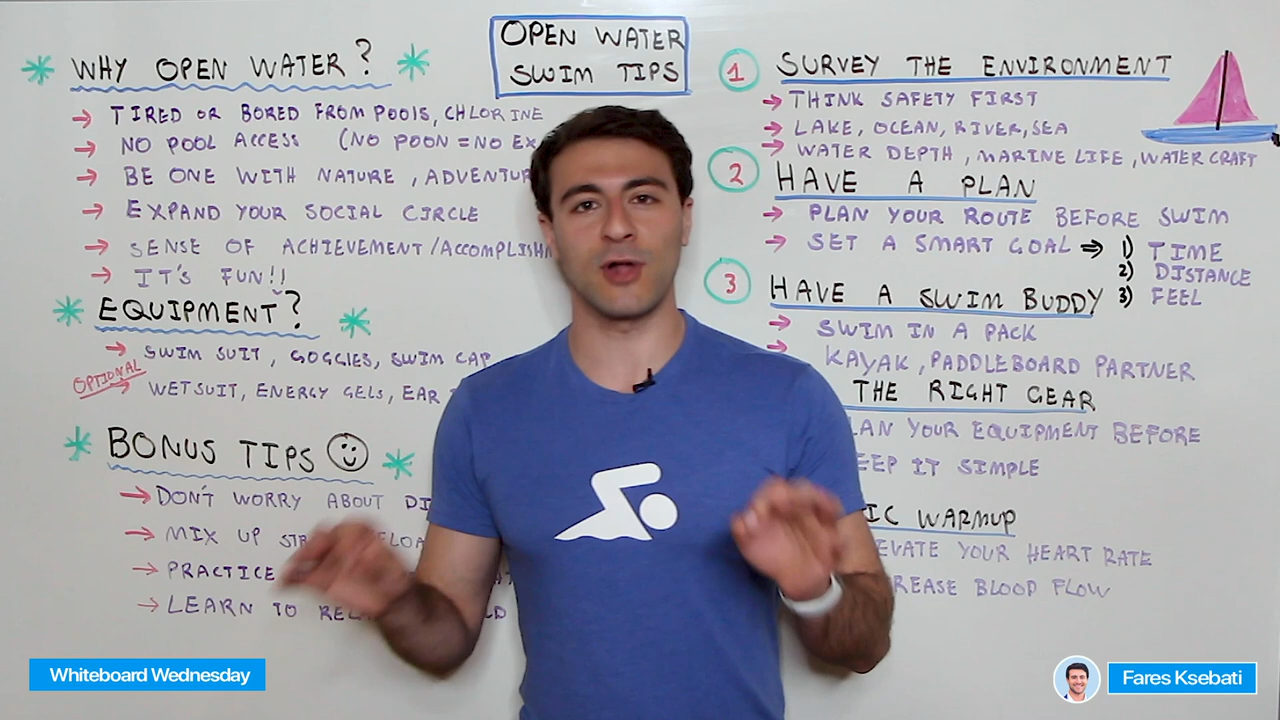 OPEN WATER
SWIM TIPS
WHY OPEN WATER?
→ TIRED OR BORED FROM POOLS, CHLORINE
→ NO POOL ACCESS (NO POON = NO EX
→ BE ONE WITH NATURE, ADVENTUR
→ EXPAND YOUR SOCIAL CIRCLE
→ SENSE OF ACHIEVEMENT/ACCOMPLISHM
→ IT'S FUN!!
EQUIPMENT?
→ SWIM SUIT, GOGGLES, SWIM CAP
OPTIONAL → WETSUIT, ENERGY GELS, EAR
BONUS TIPS
→ DON'T WORRY ABOUT DI
→ MIX UP
→ PRACTICE
→ LEARN TO
1 SURVEY THE ENVIRONMENT
→ THINK SAFETY FIRST
→ LAKE, OCEAN, RIVER, SEA
→ WATER DEPTH, MARINE LIFE, WATER CRAFT
2 HAVE A PLAN
→ PLAN YOUR ROUTE BEFORE SWIM
→ SET A SMART GOAL ⇒ 1) TIME
2) DISTANCE
3) FEEL
3 HAVE A SWIM BUDDY
→ SWIM IN A PACK
→ KAYAK, PADDLEBOARD PARTNER
THE RIGHT GEAR
LAN YOUR EQUIPMENT BEFORE
EEP IT SIMPLE
IC WARMUP
EVATE YOUR HEART RATE
REASE BLOOD FLOW
Whiteboard Wednesday
Fares Ksebati